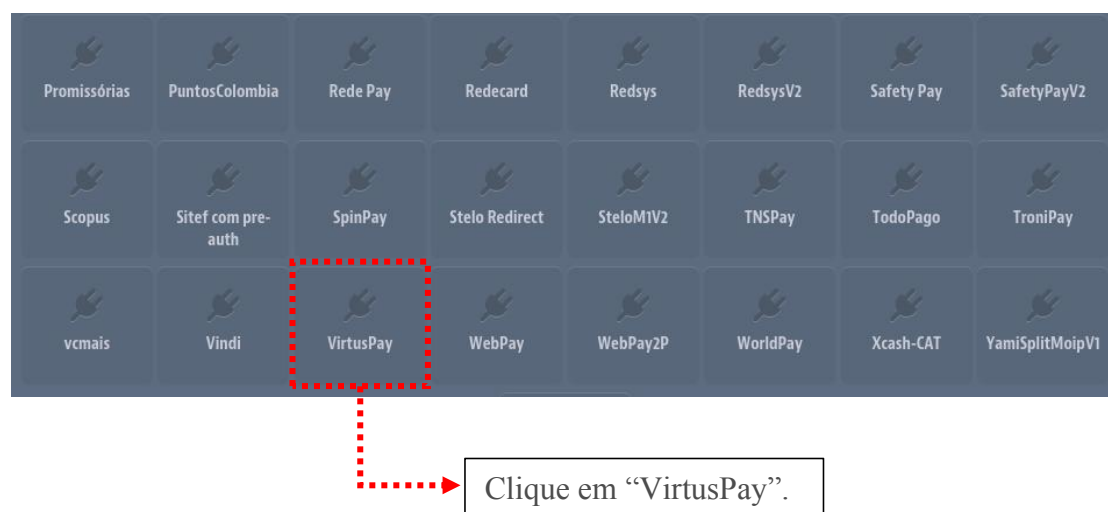 Promissórias PuntosColombia Rede Pay Redecard Redsys RedsysV2 Safety Pay SafetyPayV2
Scopus Sitef com pre-auth SpinPay Stelo Redirect SteloM1V2 TNSPay TodoPago TroniPay
vcmais Vindi VirtusPay WebPay WebPay2P WorldPay Xcash-CAT YamiSplitMoipV1
Clique em “VirtusPay”.